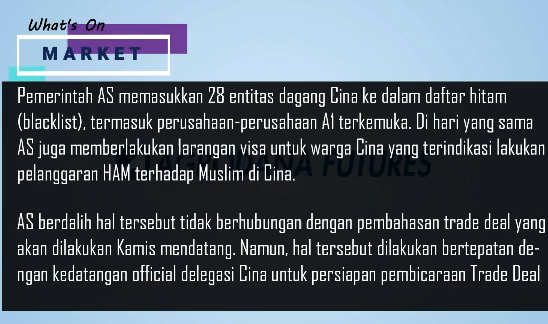 What's On
MARKET
Pemerintah AS memasukkan 28 entitas dagang Cina ke dalam daftar hitam
(blacklist), termasuk perusahaan-perusahaan A1 terkemuka. Di hari yang sama
AS juga memberlakukan larangan visa untuk warga Cina yang terindikasi lakukan
pelanggaran HAM terhadap Muslim di Cina.
AS berdalih hal tersebut tidak berhubungan dengan pembahasan trade deal yang
akan dilakukan Kamis mendatang. Namun, hal tersebut dilakukan bertepatan de-
ngan kedatangan official delegasi Cina untuk persiapan pembicaraan Trade Deal